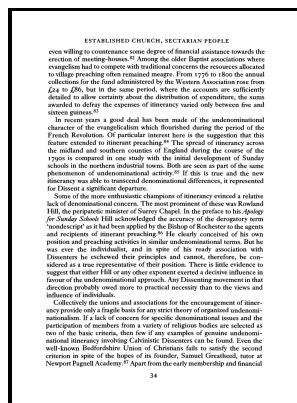 ESTABLISHED CHURCH, SECTARIAN PEOPLE
even willing to countenance some degree of financial assistance towards the
erection of meeting-houses.82 Among the older Baptist associations where
evangelism had to compete with traditional concerns the resources allocated
to village preaching often remained meagre. From 1776 to 1800 the annual
collections for the fund administered by the Western Association rose from
£24 to £86, but in the same period, where the accounts are sufficiently
detailed to allow certainty about the distribution of expenditure, the sums
awarded to defray the expenses of itinerancy varied only between five and
sixteen guineas.83
In recent years a good deal has been made of the undenominational
character of the evangelicalism which flourished during the period of the
French Revolution. Of particular interest here is the suggestion that this
feature extended to itinerant preaching.84 The spread of itinerancy across
the midland and southern counties of England during the course of the
1790s is compared in one study with the initial development of Sunday
schools in the northern industrial towns. Both are seen as part of the same
phenomenon of undenominational activity.85 If this is true and the new
itinerancy was able to transcend denominational differences, it represented
for Dissent a significant departure.
Some of the more enthusiastic champions of itinerancy evinced a relative
lack of denominational concern. The most prominent of these was Rowland
Hill, the peripatetic minister of Surrey Chapel. In the preface to his Apology
for Sunday Schools Hill acknowledged the accuracy of the derogatory term
'nondescript' as it had been applied by the Bishop of Rochester to the agents
and recipients of itinerant preaching.86 He clearly conceived of his own
position and preaching activities in similar undenominational terms. But he
was ever the individualist, and in spite of his ready association with
Dissenters he eschewed their principles and cannot, therefore, be con-
sidered as a true representative of their position. There is little evidence to
suggest that either Hill or any other exponent exerted a decisive influence in
favour of the undenominational approach. Any Dissenting movement in that
direction probably owed more to practical necessity than to the views and
influence of individuals.
Collectively the unions and associations for the encouragement of itiner-
ancy provide only a fragile basis for any strict theory of organized undenomi-
nationalism. If a lack of concern for specific denominational issues and the
participation of members from a variety of religious bodies are selected as
two of the basic criteria, then few if any examples of genuine undenomi-
national itinerancy involving Calvinistic Dissenters can be found. Even the
well-known Bedfordshire Union of Christians fails to satisfy the second
criterion in spite of the hopes of its founder, Samuel Greatheed, tutor at
Newport Pagnell Academy.87 Apart from the early membership and financial
34